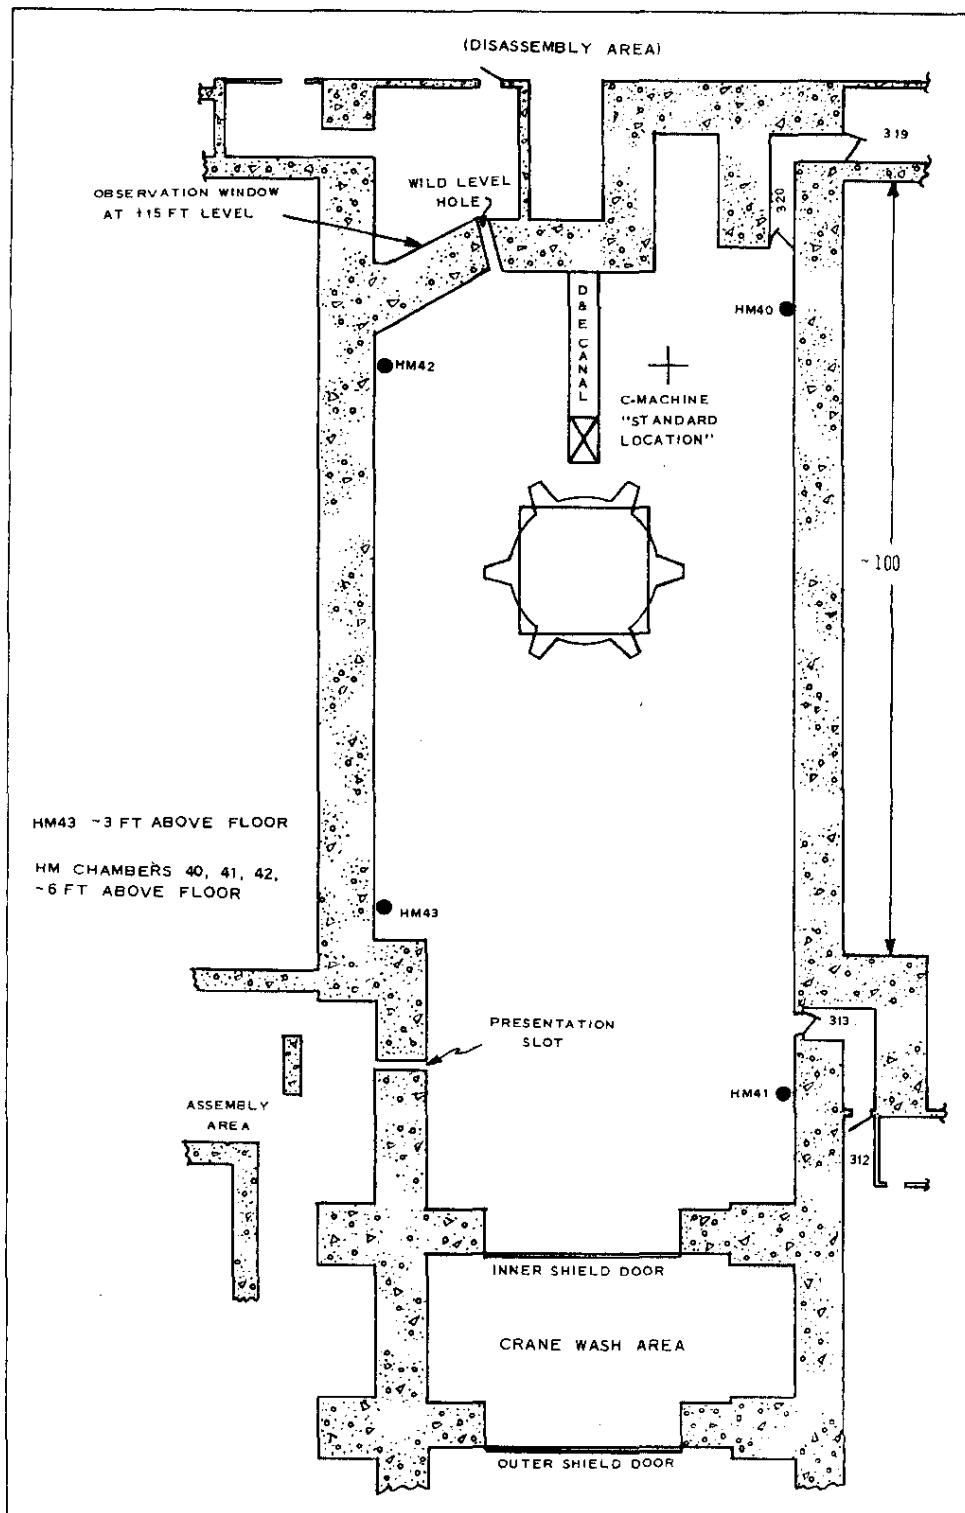 (DISASSEMBLY AREA)
319
OBSERVATION WINDOW
AT +15 FT LEVEL
WILD LEVEL
HOLE
320
D & E CANAL
HM40
HM42
C-MACHINE
"STANDARD
LOCATION"
~100
HM43 ~3 FT ABOVE FLOOR
HM CHAMBERS 40, 41, 42,
~6 FT ABOVE FLOOR
HM43
PRESENTATION
SLOT
313
HM41
ASSEMBLY
AREA
312
INNER SHIELD DOOR
CRANE WASH AREA
OUTER SHIELD DOOR